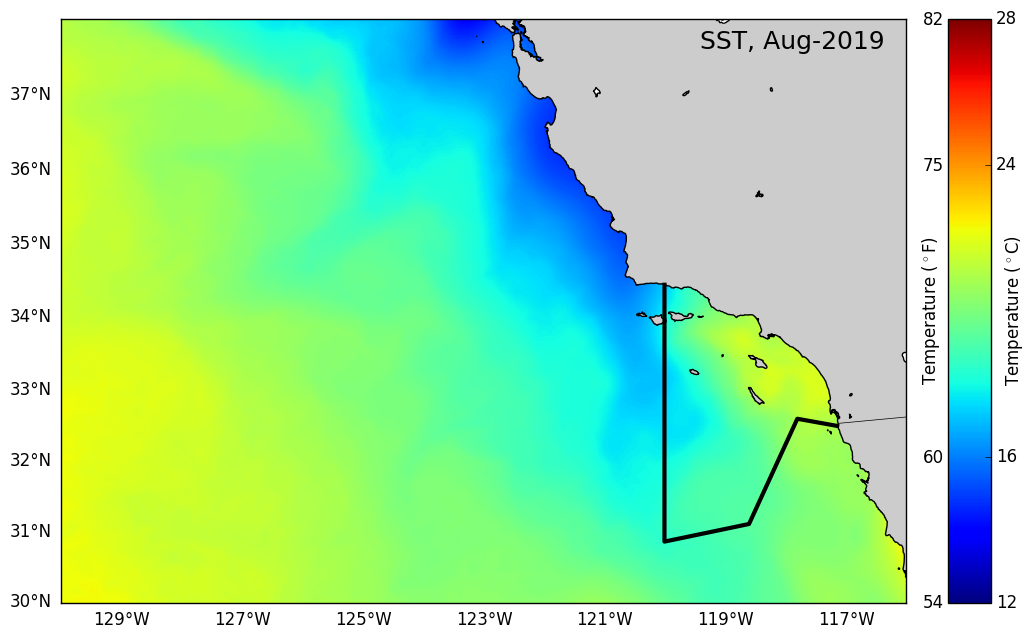 SST, Aug-2019
37°N
36°N
35°N
34°N
33°N
32°N
31°N
30°N
129°W 127°W 125°W 123°W 121°W 119°W 117°W
82
75
60
54
Temperature (°F)
28
24
16
12
Temperature (°C)